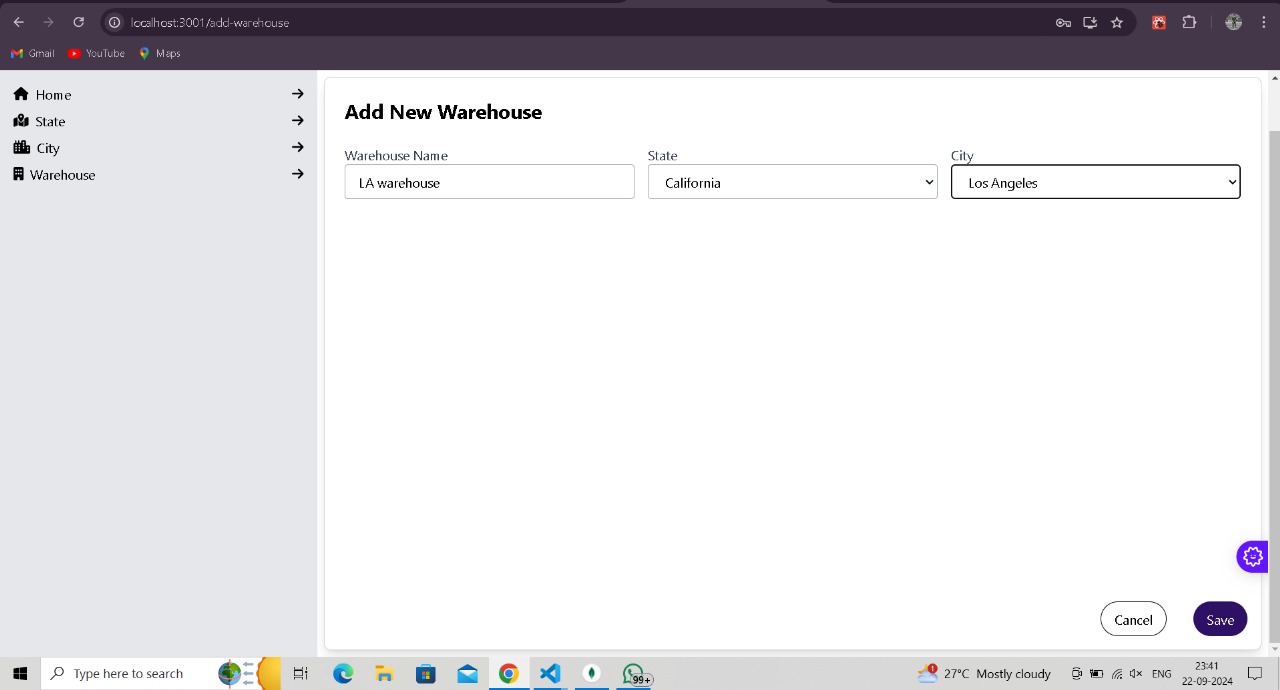 localhost:3001/add-warehouse
Gmail YouTube Maps
Home
State
City
Warehouse
Add New Warehouse
Warehouse Name State City
LA warehouse California Los Angeles
Cancel Save
Type here to search
99+
1
27°C Mostly cloudy
ENG
23:41
22-09-2024